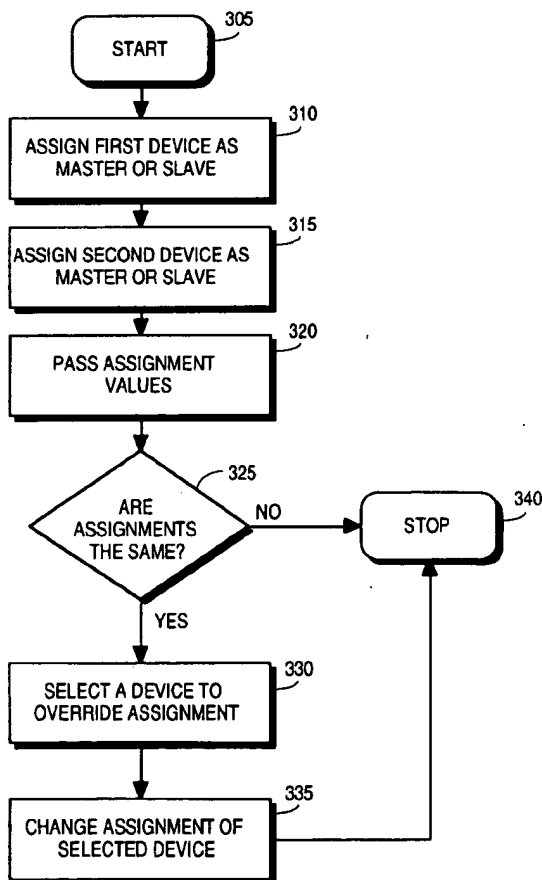 START
305
ASSIGN FIRST DEVICE AS
MASTER OR SLAVE
310
ASSIGN SECOND DEVICE AS
MASTER OR SLAVE
315
PASS ASSIGNMENT
VALUES
320
ARE
ASSIGNMENTS
THE SAME?
325
NO
STOP
340
YES
SELECT A DEVICE TO
OVERRIDE ASSIGNMENT
330
CHANGE ASSIGNMENT OF
SELECTED DEVICE
335